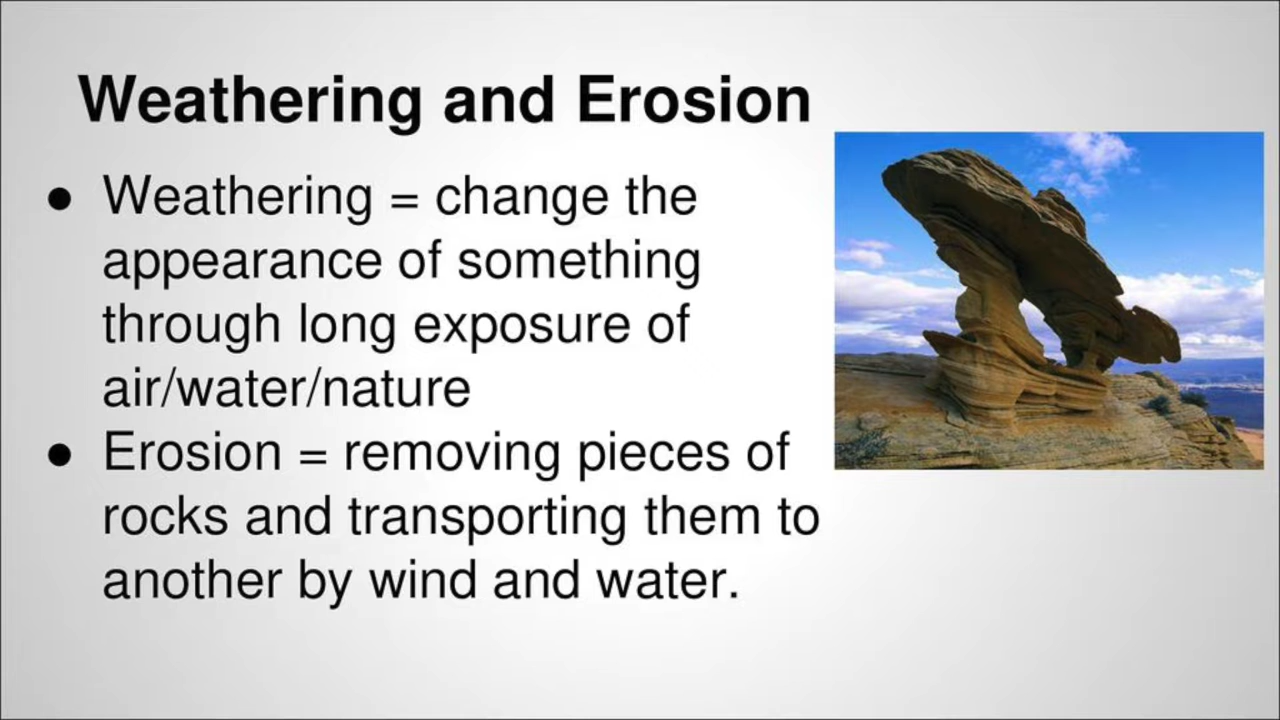 Weathering and Erosion
● Weathering = change the
appearance of something
through long exposure of
air/water/nature
● Erosion = removing pieces of
rocks and transporting them to
another by wind and water.